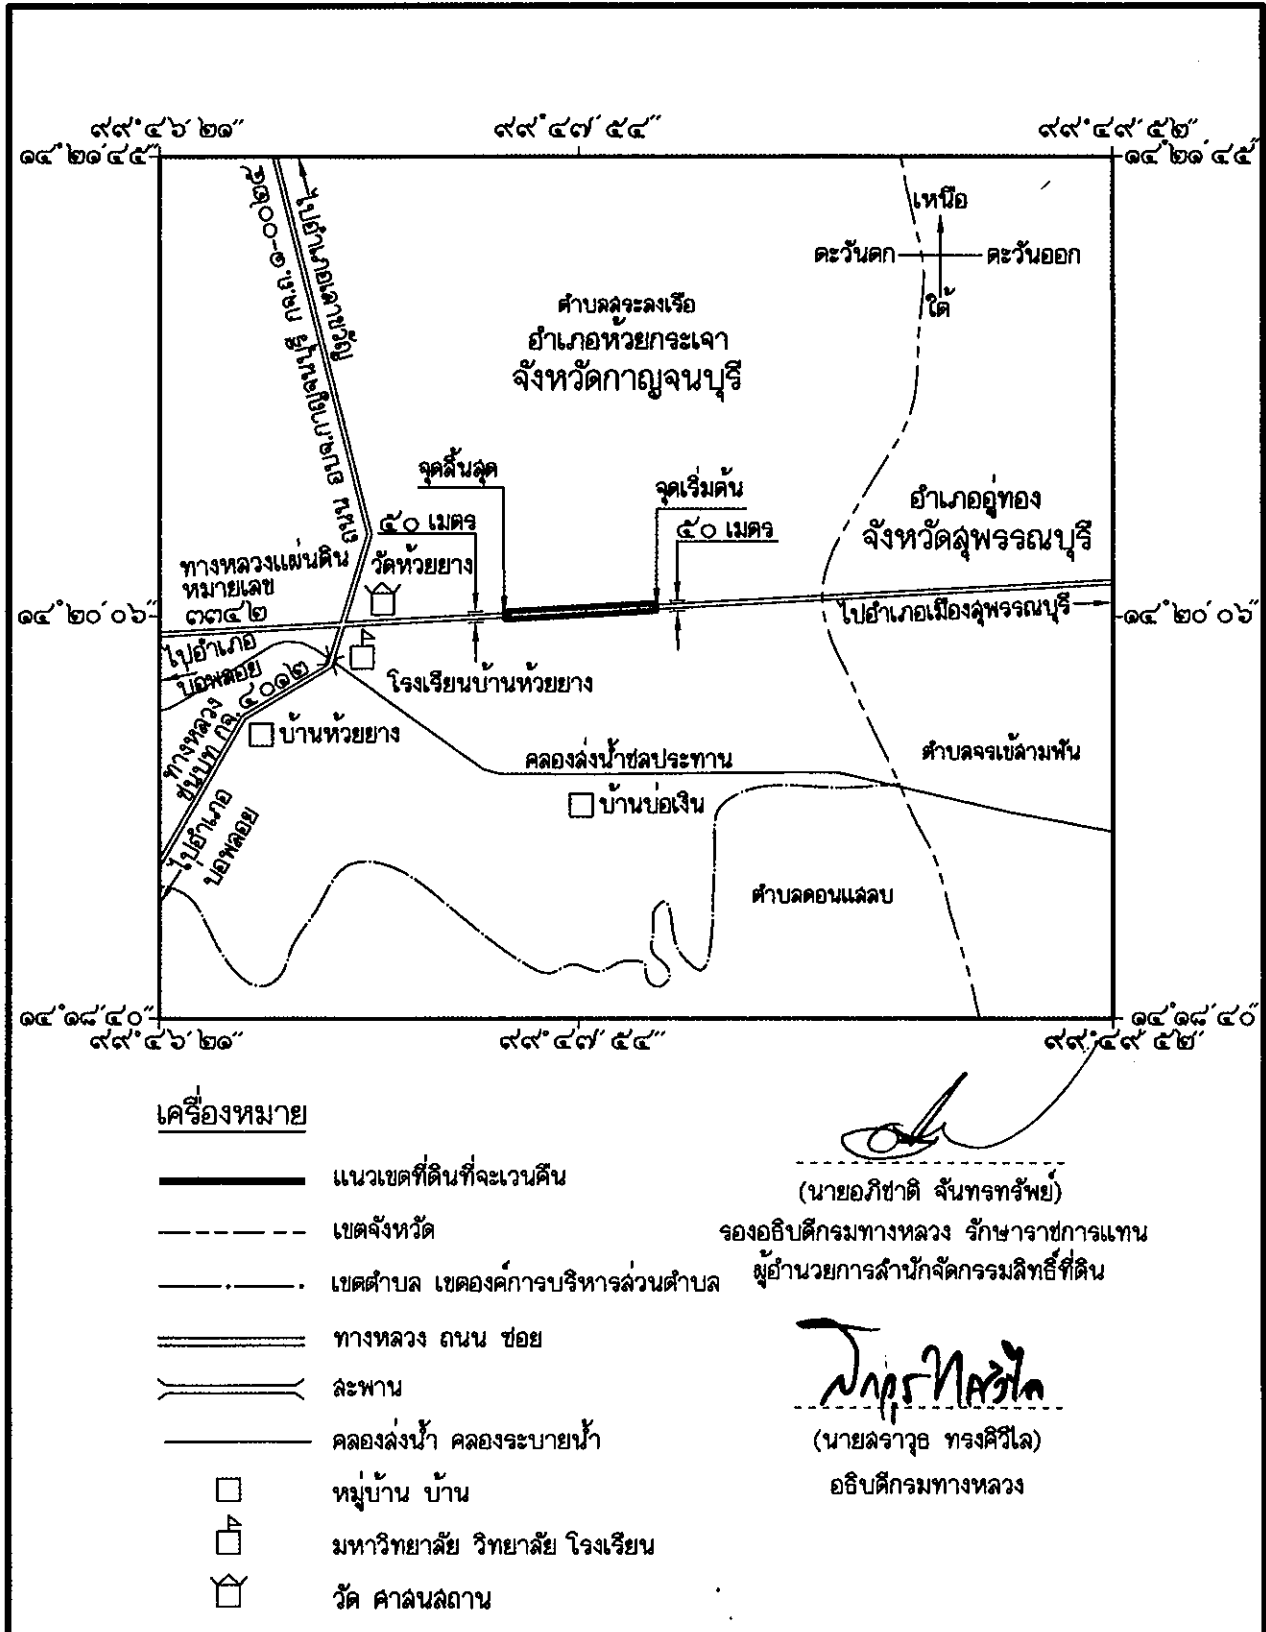 ๙๙°๔๖′๒๑″ ๙๙°๔๗′๕๔″ ๙๙°๔๙′๕๒″
๑๔°๒๑′๔๕″ ๑๔°๒๑′๔๕″
ถนน อบจ.กาญจนบุรี กจ.ถ. ๑-๐๐๒๕
ไปอำเภอเลาขวัญ
เหนือ
ตะวันตก ตะวันออก
ใต้
ตำบลสระลงเรือ
อำเภอห้วยกระเจา
จังหวัดกาญจนบุรี
จุดสิ้นสุด
จุดเริ่มต้น
๕๐ เมตร
๕๐ เมตร
อำเภออู่ทอง
จังหวัดสุพรรณบุรี
ทางหลวงแผ่นดิน
หมายเลข
๓๓๔๒
วัดห้วยยาง
๑๔°๒๐′๐๖″ ๑๔°๒๐′๐๖″
ไปอำเภอเมืองสุพรรณบุรี
ไปอำเภอ
บ่อพลอย
โรงเรียนบ้านห้วยยาง
ทางหลวง
ชนบท กจ. ๔๐๑๒
บ้านห้วยยาง
คลองส่งน้ำชลประทาน
ตำบลจรเข้สามพัน
บ้านบ่อเงิน
ไปอำเภอ
บ่อพลอย
ตำบลดอนแสลบ
๑๔°๑๘′๔๐″ ๑๔°๑๘′๔๐″
๙๙°๔๖′๒๑″ ๙๙°๔๗′๕๔″ ๙๙°๔๙′๕๒″
เครื่องหมาย
แนวเขตที่ดินที่จะเวนคืน
เขตจังหวัด
เขตตำบล เขตองค์การบริหารส่วนตำบล
ทางหลวง ถนน ซอย
สะพาน
คลองส่งน้ำ คลองระบายน้ำ
หมู่บ้าน บ้าน
มหาวิทยาลัย วิทยาลัย โรงเรียน
วัด ศาสนสถาน
(นายอภิชาติ จันทรทรัพย์)
รองอธิบดีกรมทางหลวง รักษาราชการแทน
ผู้อำนวยการสำนักจัดกรรมสิทธิ์ที่ดิน
(นายสราวุธ ทรงศิวิไล)
อธิบดีกรมทางหลวง